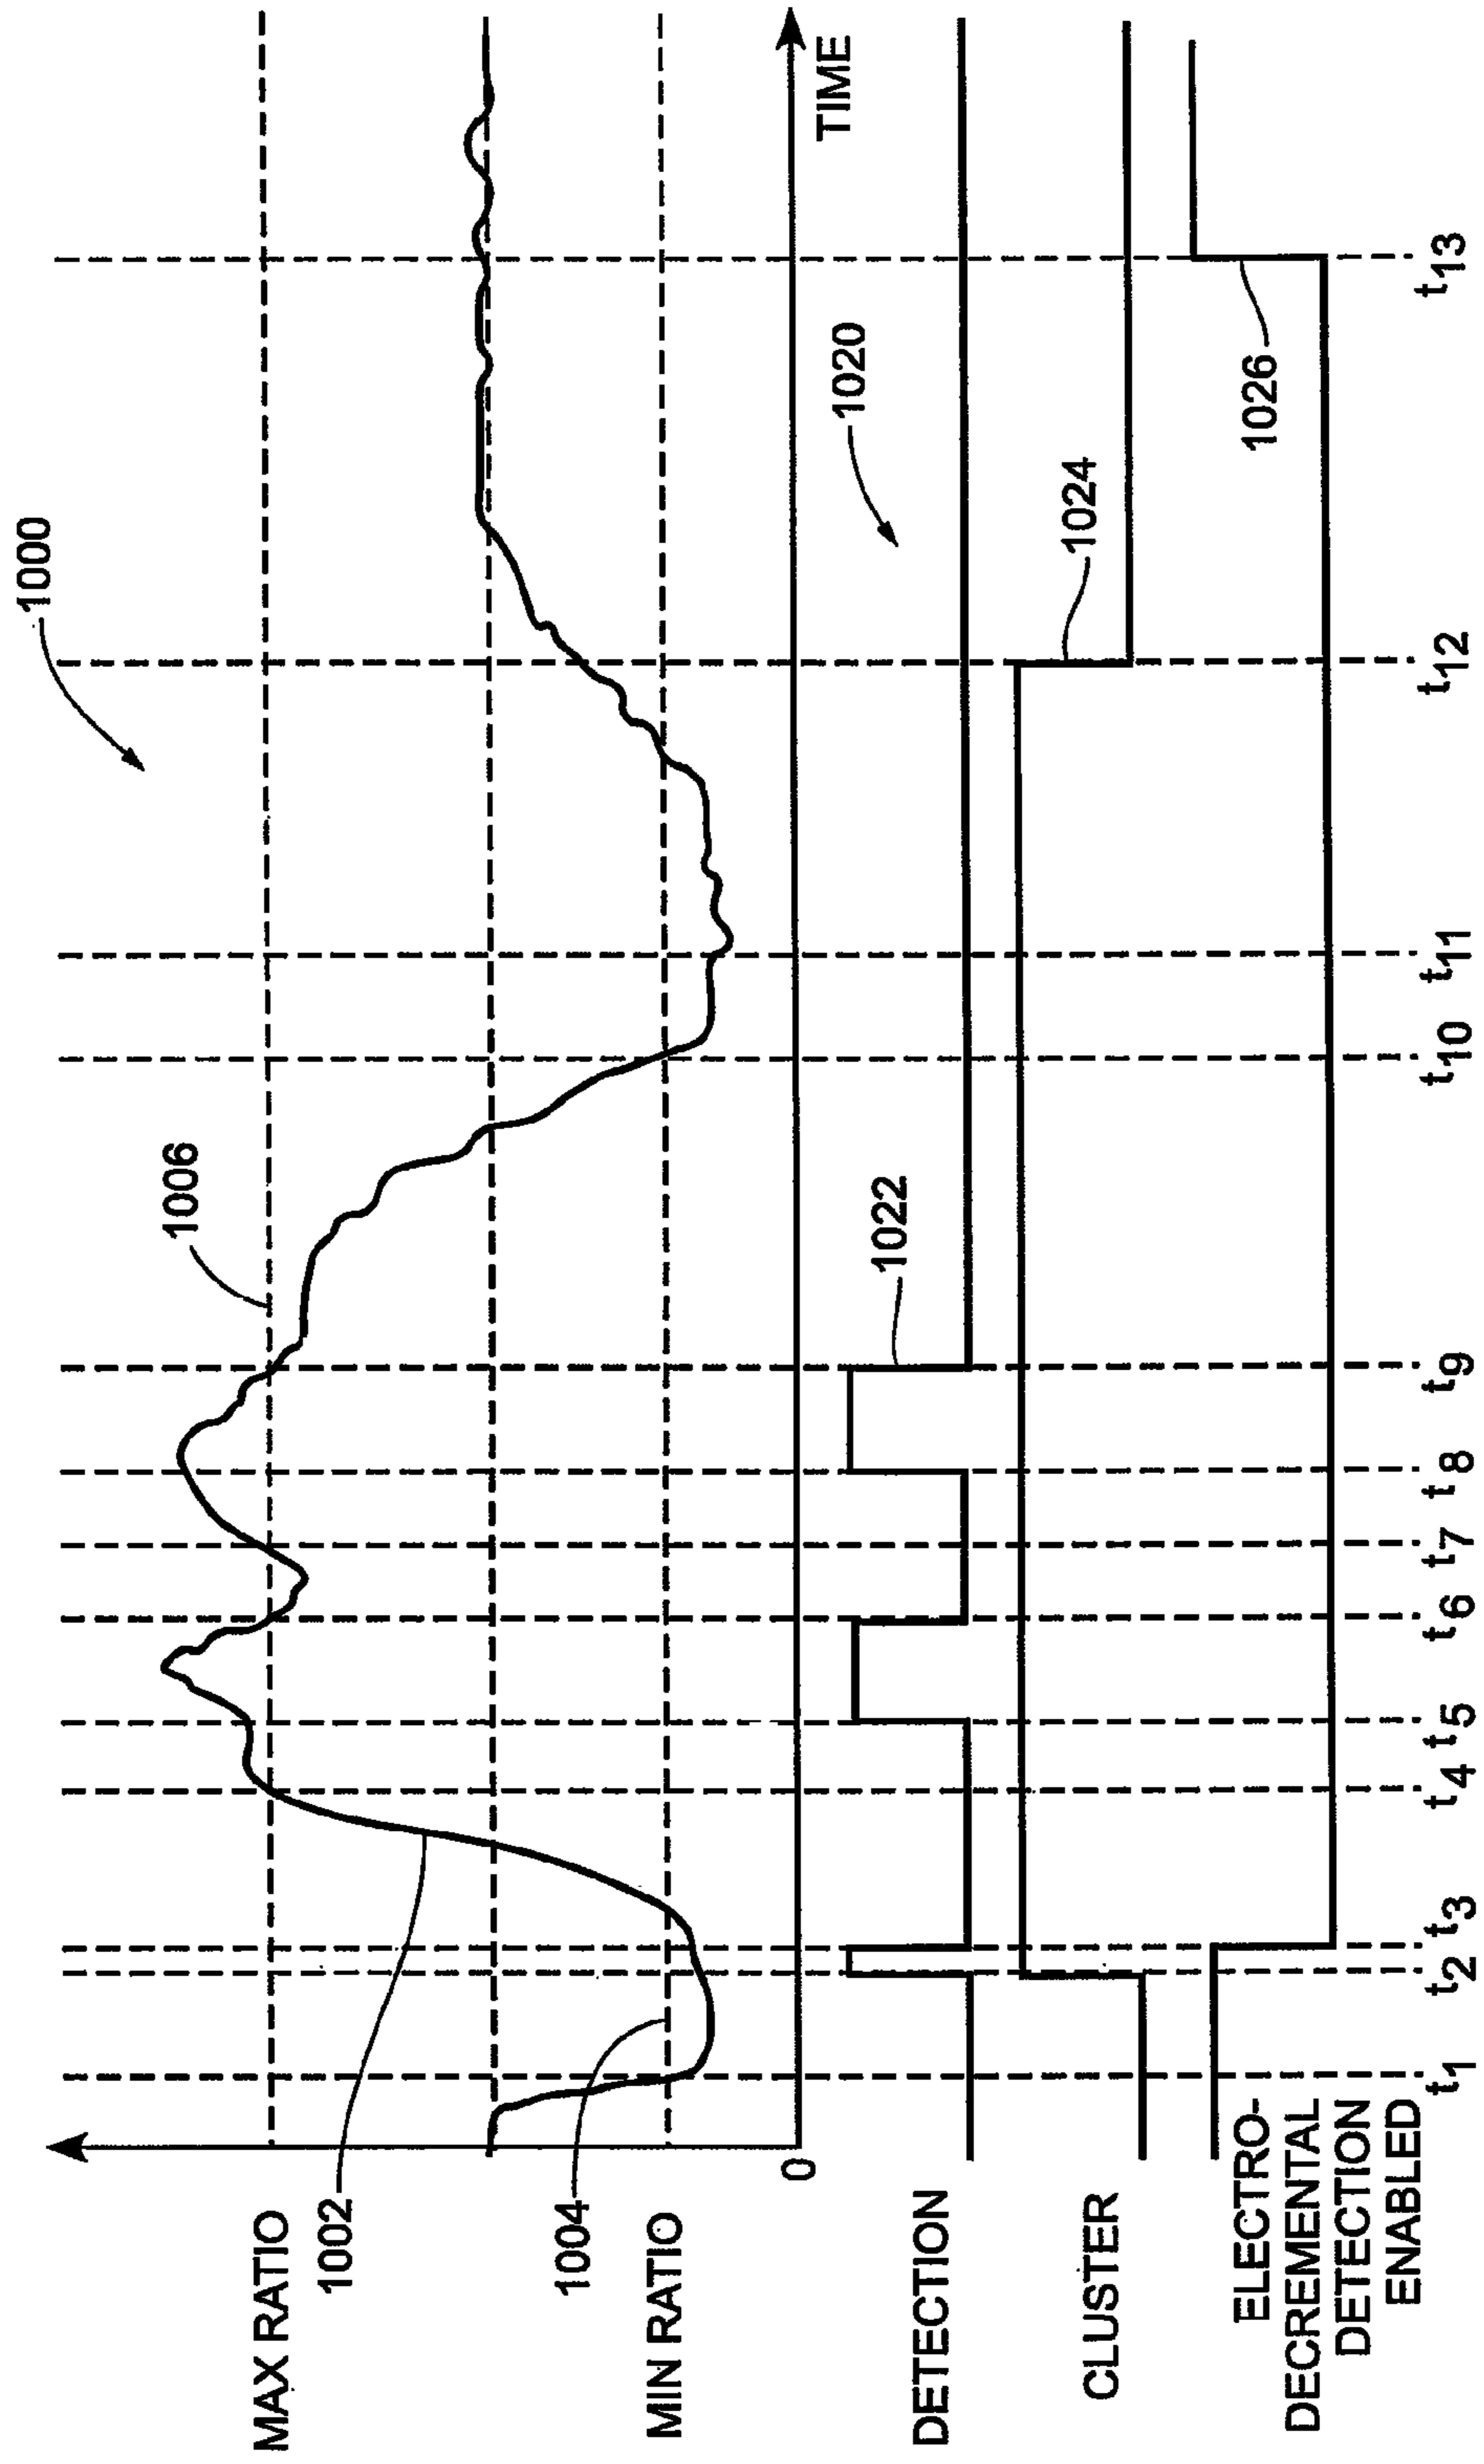 1000
MAX RATIO
1002
1006
1004
MIN RATIO
0
TIME
1020
DETECTION
1022
CLUSTER
1024
ELECTRO-
DECREMENTAL
DETECTION
ENABLED
1026
t1 t2 t3 t4 t5 t6 t7 t8 t9 t10 t11 t12 t13